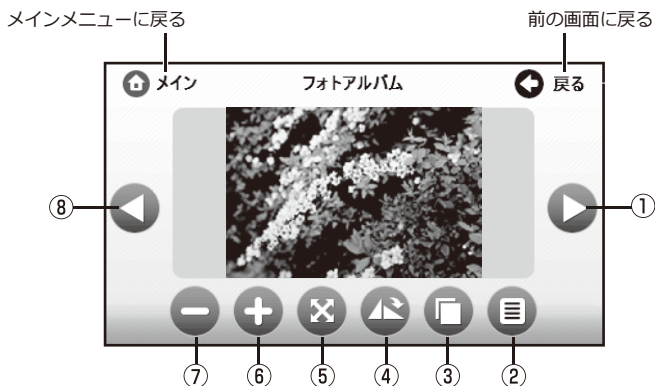 メインメニューに戻る 前の画面に戻る
メイン フォトアルバム 戻る
⑧ ①
⑦ ⑥ ⑤ ④ ③ ②